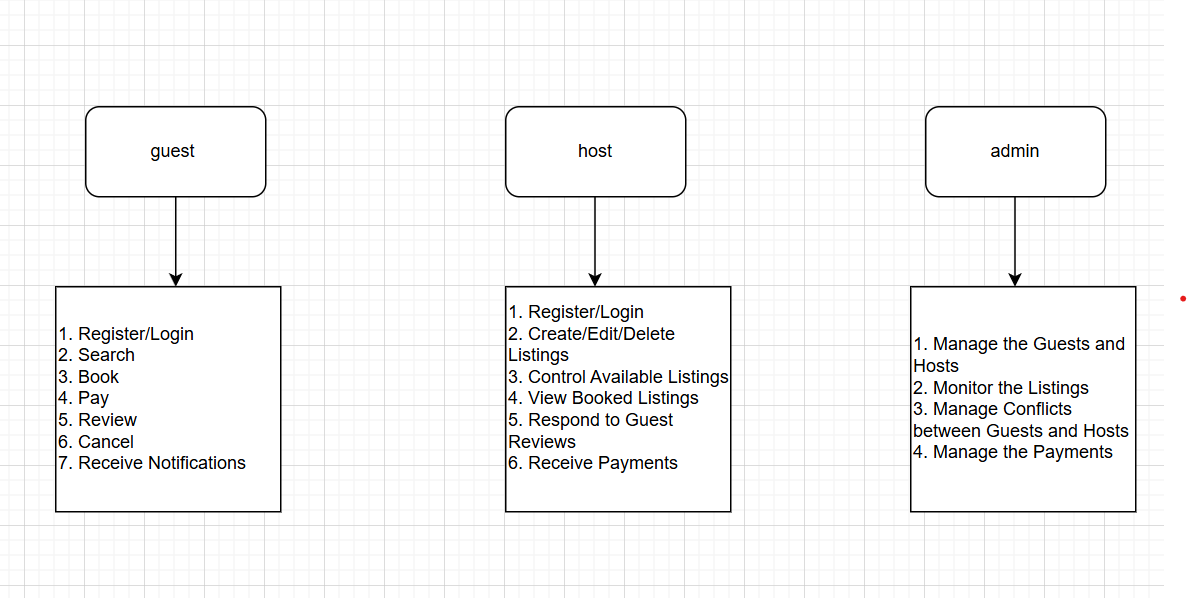 guest
host
admin
1. Register/Login
2. Search
3. Book
4. Pay
5. Review
6. Cancel
7. Receive Notifications
1. Register/Login
2. Create/Edit/Delete
Listings
3. Control Available Listings
4. View Booked Listings
5. Respond to Guest
Reviews
6. Receive Payments
1. Manage the Guests and
Hosts
2. Monitor the Listings
3. Manage Conflicts
between Guests and Hosts
4. Manage the Payments